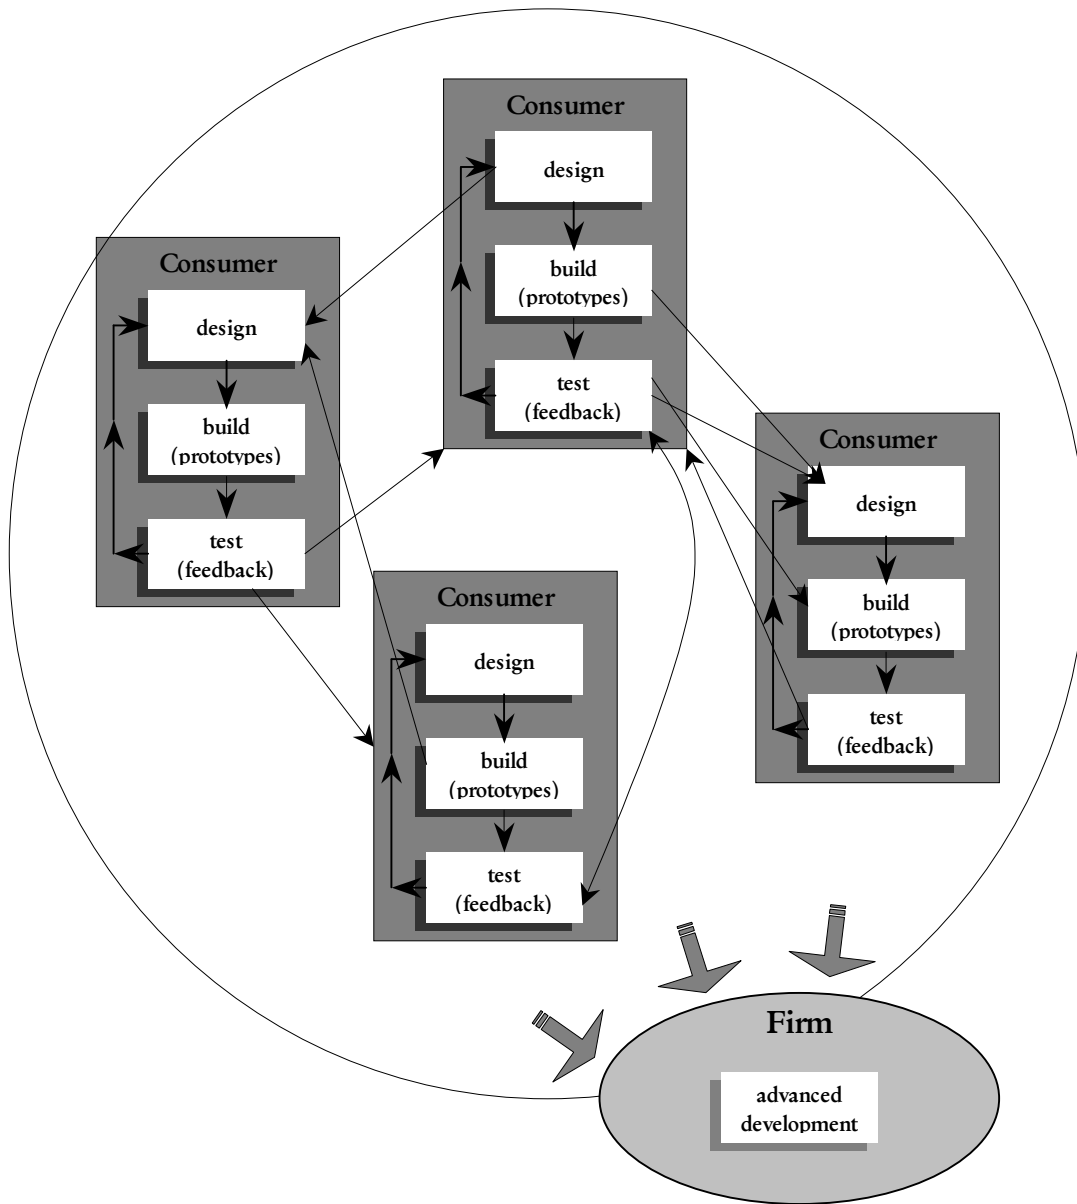 Consumer
design
build
(prototypes)
test
(feedback)
Consumer
design
build
(prototypes)
test
(feedback)
Consumer
design
build
(prototypes)
test
(feedback)
Consumer
design
build
(prototypes)
test
(feedback)
Firm
advanced
development